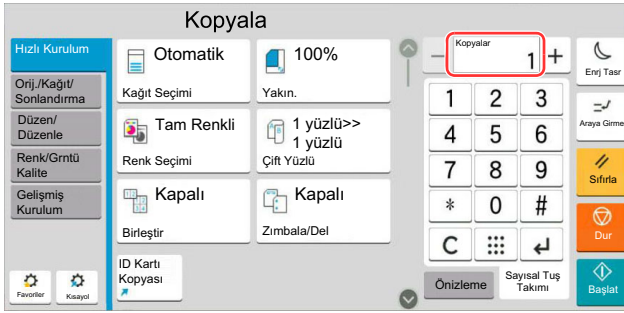 Kopyala
Hızlı Kurulum
Orij./Kağıt/
Sonlandırma
Düzen/
Düzenle
Renk/Grntü
Kalite
Gelişmiş
Kurulum
Favoriler
Kısayol
Otomatik
Kağıt Seçimi
100%
Yakın.
Tam Renkli
Renk Seçimi
1 yüzlü>>
1 yüzlü
Çift Yüzlü
Kapalı
Birleştir
Kapalı
Zımbala/Del
ID Kartı
Kopyası
Kopyalar
− 1 +
1 2 3
4 5 6
7 8 9
* 0 #
C
Önizleme
Sayısal Tuş
Takımı
Enrj Tasr
Araya Girme
Sıfırla
Dur
Başlat